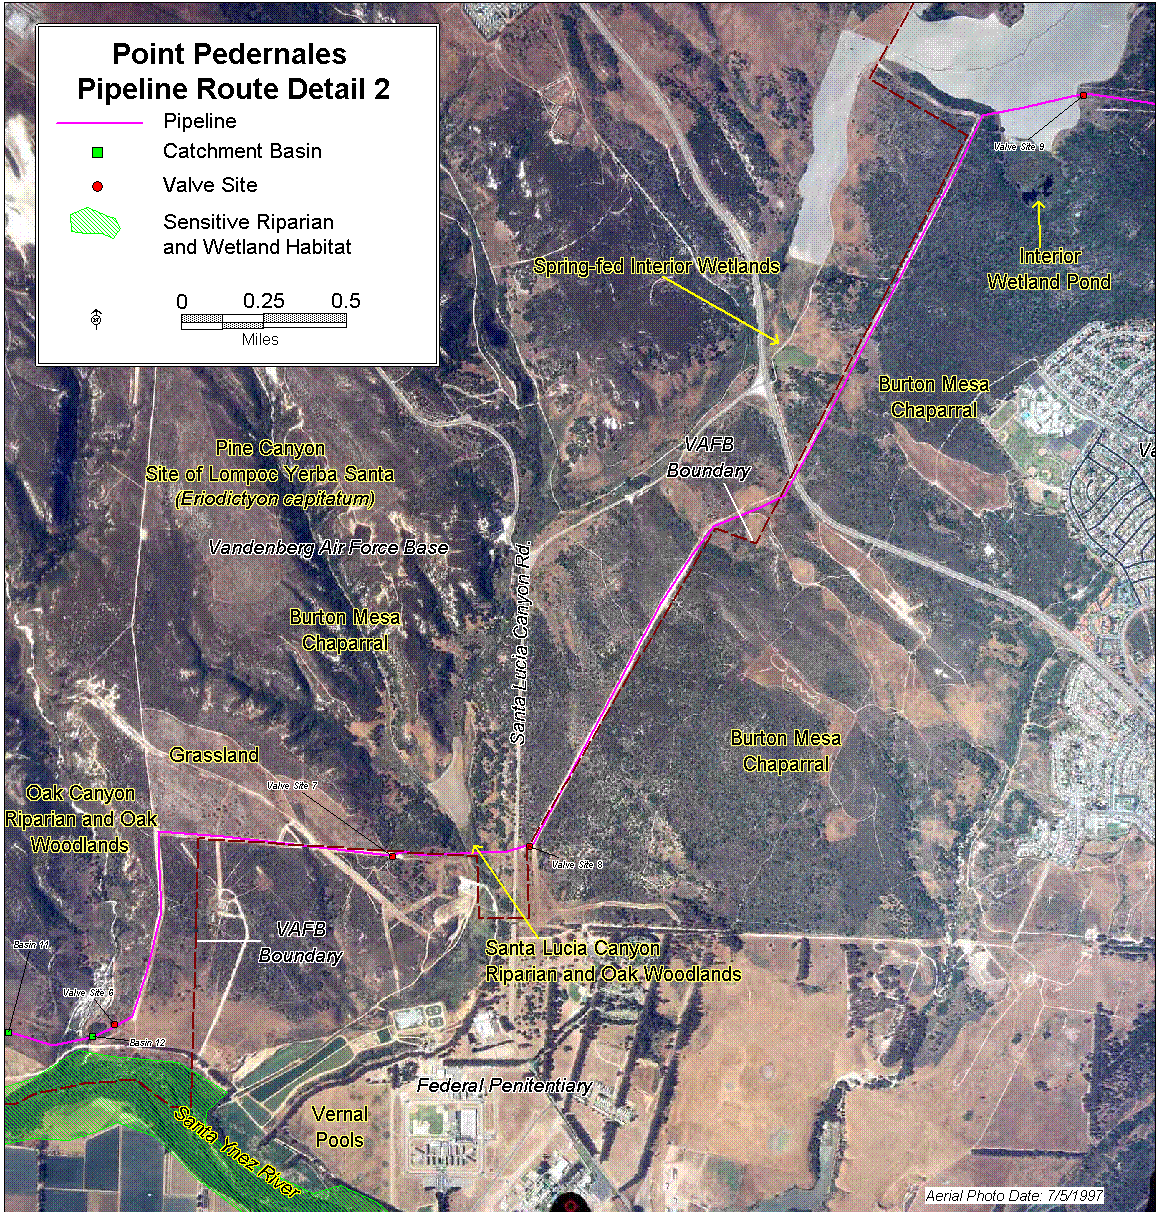 Point Pedernales
Pipeline Route Detail 2
Pipeline
Catchment Basin
Valve Site
Sensitive Riparian
and Wetland Habitat
0 0.25 0.5
Miles
Valve Site 9
Interior
Wetland Pond
Spring-fed Interior Wetlands
Burton Mesa
Chaparral
VAFB
Boundary
Va
Pine Canyon
Site of Lompoc Yerba Santa
(Eriodictyon capitatum)
Vandenberg Air Force Base
Santa Lucia Canyon Rd.
Burton Mesa
Chaparral
Burton Mesa
Chaparral
Grassland
Valve Site 7
Oak Canyon
Riparian and Oak
Woodlands
Valve Site 8
VAFB
Boundary
Santa Lucia Canyon
Riparian and Oak Woodlands
Basin 11
Valve Site 6
Basin 12
Federal Penitentiary
Vernal
Pools
Santa Ynez River
Aerial Photo Date: 7/5/1997